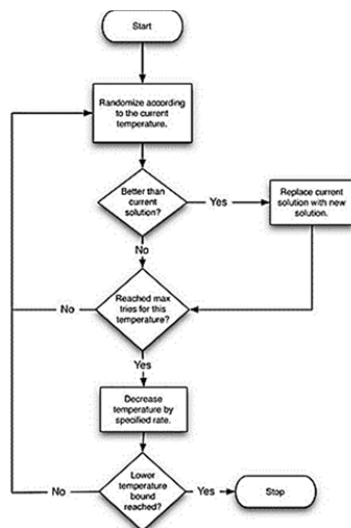 Start
Randomize according
to the current
temperature.
Better than
current
solution?
Yes
Replace current
solution with new
solution.
No
Reached max
tries for this
temperature?
No
Yes
Decrease
temperature by
specified rate.
Lower
temperature
bound
reached?
No
Yes
Stop